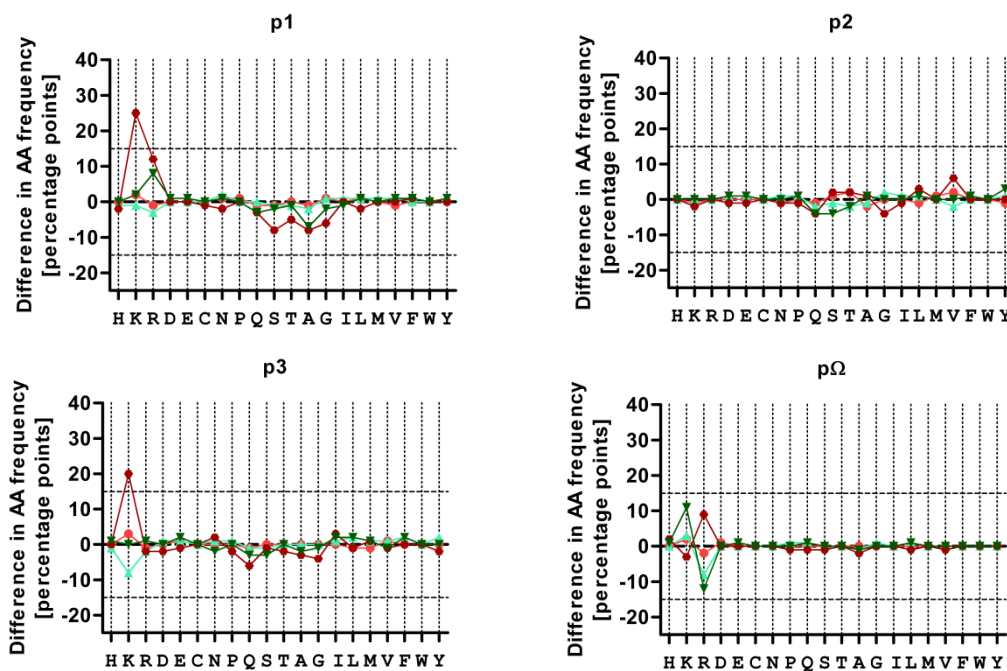 p1
Difference in AA frequency
[percentage points]
40
30
20
10
0
-10
-20
H K R D E C N P Q S T A G I L M V F W Y
p2
Difference in AA frequency
[percentage points]
40
30
20
10
0
-10
-20
H K R D E C N P Q S T A G I L M V F W Y
p3
Difference in AA frequency
[percentage points]
40
30
20
10
0
-10
-20
H K R D E C N P Q S T A G I L M V F W Y
pΩ
Difference in AA frequency
[percentage points]
40
30
20
10
0
-10
-20
H K R D E C N P Q S T A G I L M V F W Y